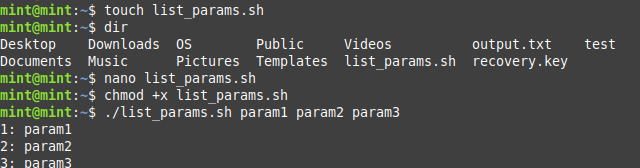 mint@mint:~$ touch list_params.sh
mint@mint:~$ dir
Desktop    Downloads  OS        Public     Videos          output.txt    test
Documents  Music      Pictures  Templates  list_params.sh  recovery.key
mint@mint:~$ nano list_params.sh
mint@mint:~$ chmod +x list_params.sh
mint@mint:~$ ./list_params.sh param1 param2 param3
1: param1
2: param2
3: param3